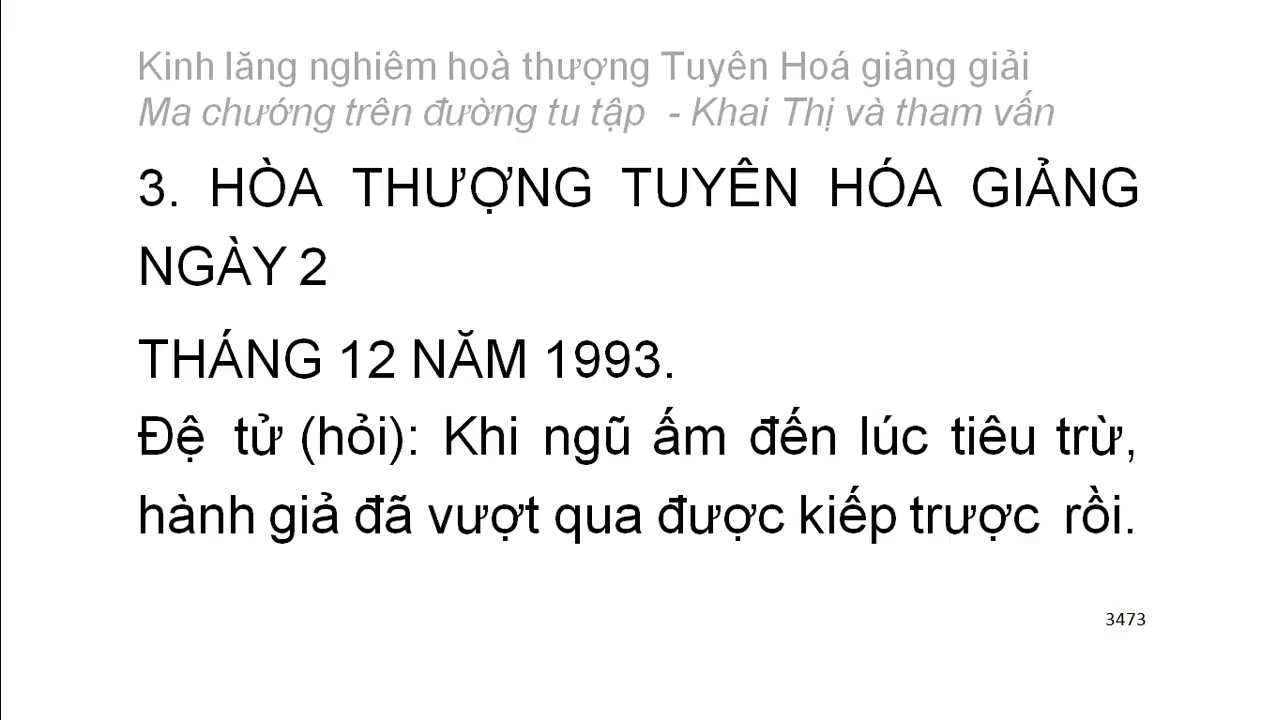 Kinh lăng nghiêm hoà thượng Tuyên Hoá giảng giải
Ma chướng trên đường tu tập - Khai Thị và tham vấn
3. HÒA THƯỢNG TUYÊN HÓA GIẢNG
NGÀY 2
THÁNG 12 NĂM 1993.
Đệ tử (hỏi): Khi ngũ ấm đến lúc tiêu trừ,
hành giả đã vượt qua được kiếp trược rồi.
3473